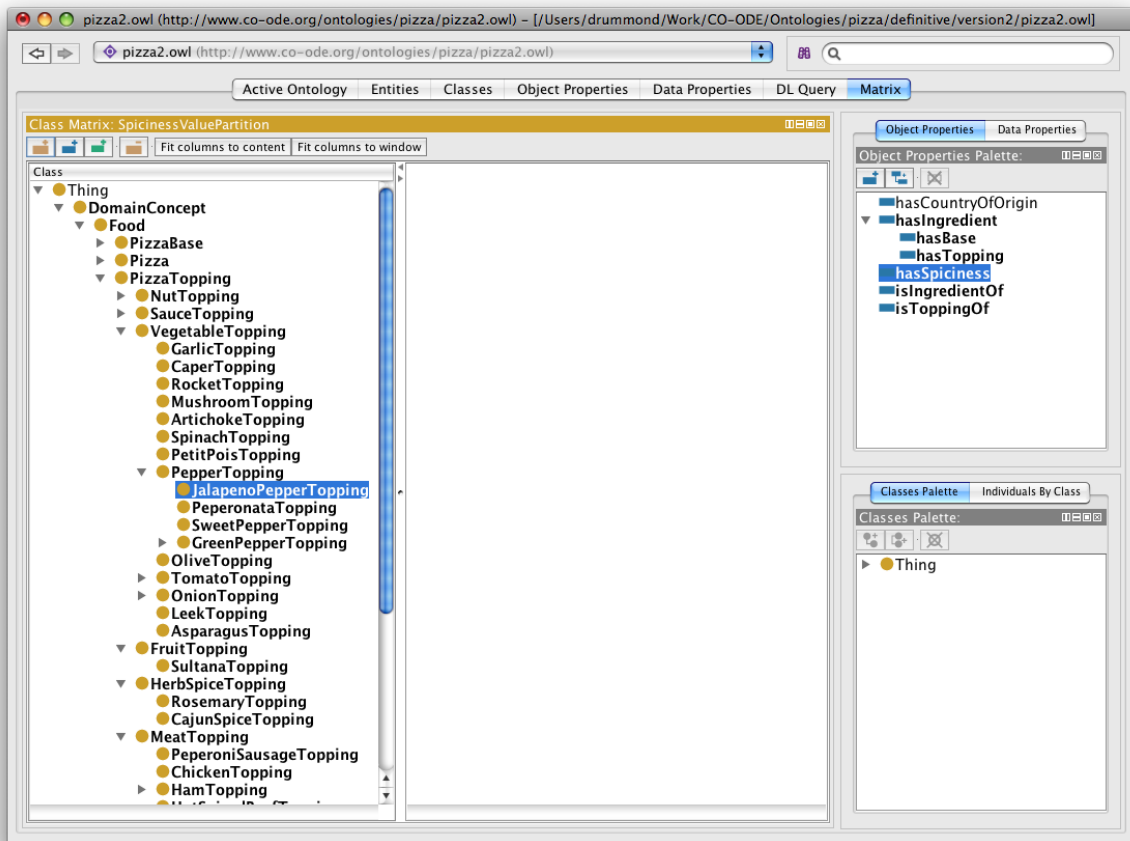 pizza2.owl (http://www.co-ode.org/ontologies/pizza/pizza2.owl) – [/Users/drummond/Work/CO-ODE/Ontologies/pizza/definitive/version2/pizza2.owl]
pizza2.owl (http://www.co-ode.org/ontologies/pizza/pizza2.owl)
Active Ontology Entities Classes Object Properties Data Properties DL Query Matrix
Class Matrix: SpicinessValuePartition
Fit columns to content Fit columns to window
Class
Thing
DomainConcept
Food
PizzaBase
Pizza
PizzaTopping
NutTopping
SauceTopping
VegetableTopping
GarlicTopping
CaperTopping
RocketTopping
MushroomTopping
ArtichokeTopping
SpinachTopping
PetitPoisTopping
PepperTopping
JalapenoPepperTopping
PeperonataTopping
SweetPepperTopping
GreenPepperTopping
OliveTopping
TomatoTopping
OnionTopping
LeekTopping
AsparagusTopping
FruitTopping
SultanaTopping
HerbSpiceTopping
RosemaryTopping
CajunSpiceTopping
MeatTopping
PeperoniSausageTopping
ChickenTopping
HamTopping
Object Properties Data Properties
Object Properties Palette:
hasCountryOfOrigin
hasIngredient
hasBase
hasTopping
hasSpiciness
isIngredientOf
isToppingOf
Classes Palette Individuals By Class
Classes Palette:
Thing